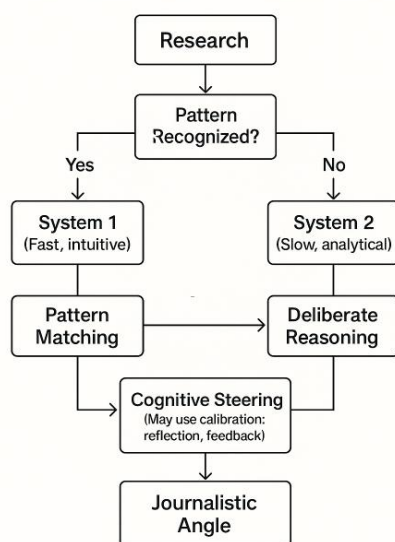 Research
Pattern
Recognized?
Yes
No
System 1
(Fast, intuitive)
System 2
(Slow, analytical)
Pattern
Matching
Deliberate
Reasoning
Cognitive Steering
(May use calibration:
reflection, feedback)
Journalistic
Angle